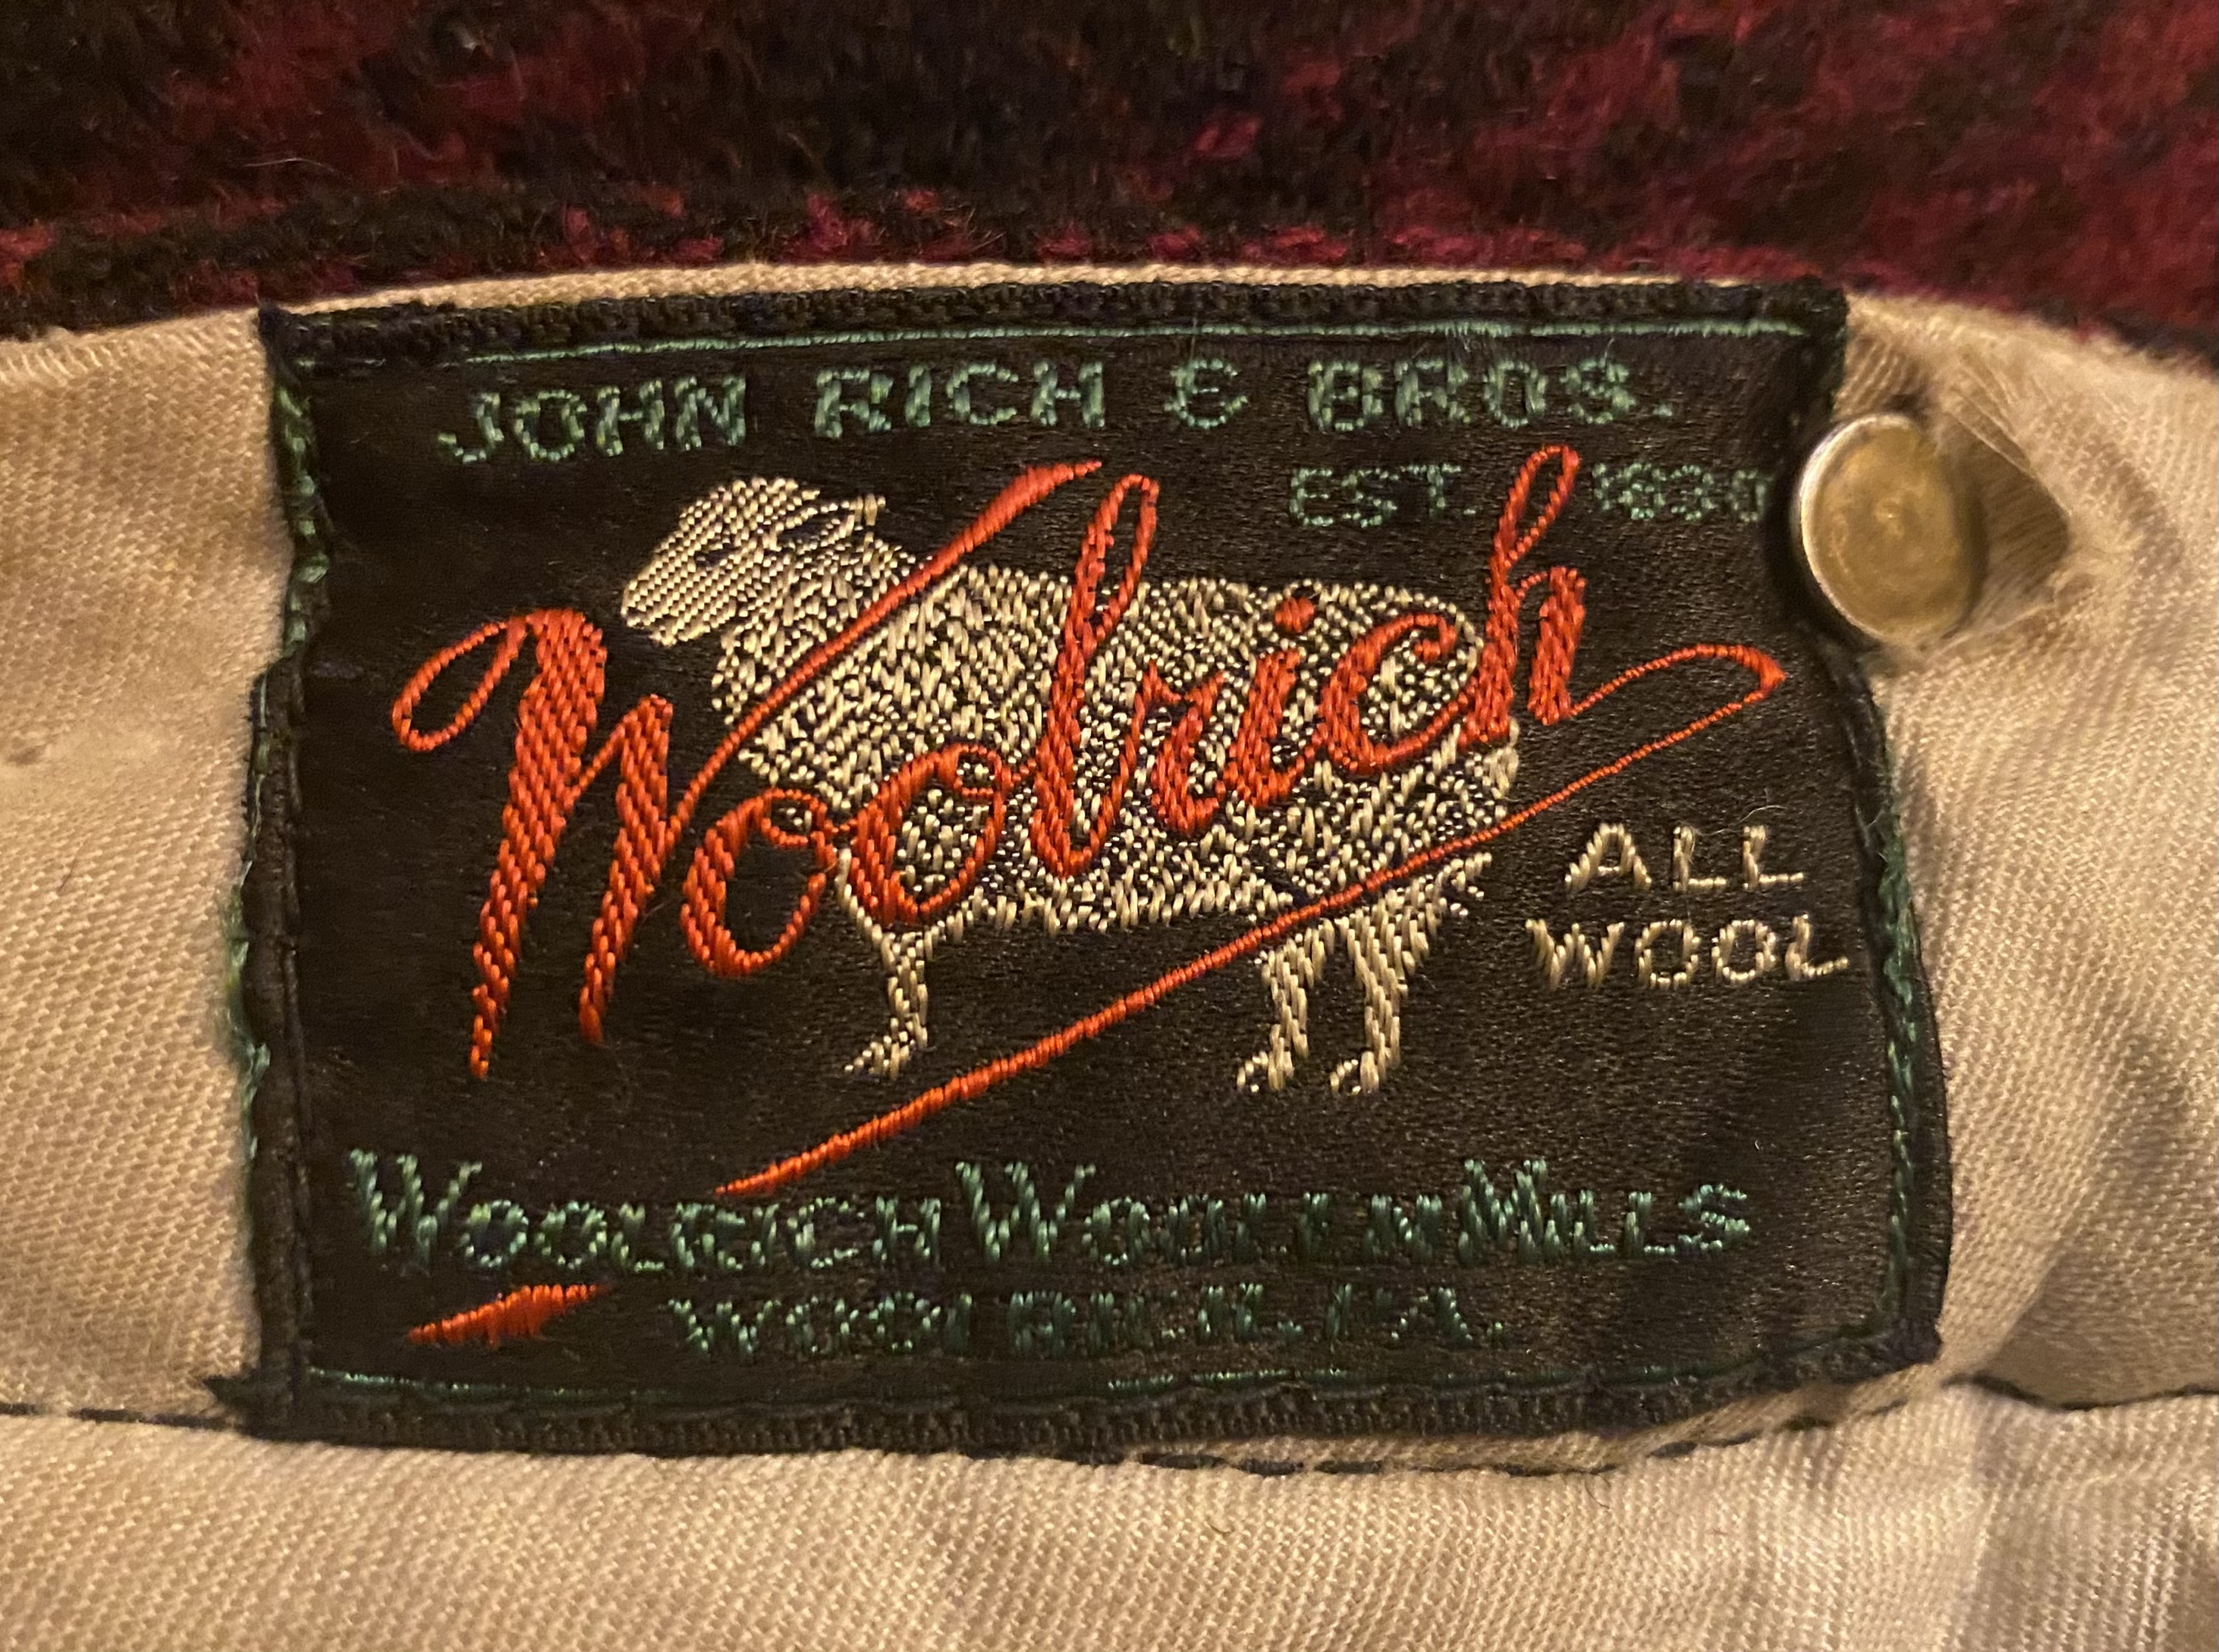 JOHN RICH & BROS.
EST. 1830
Woolrich
ALL
WOOL
WOOLRICH WOOLEN MILLS
WOOLRICH, PA.